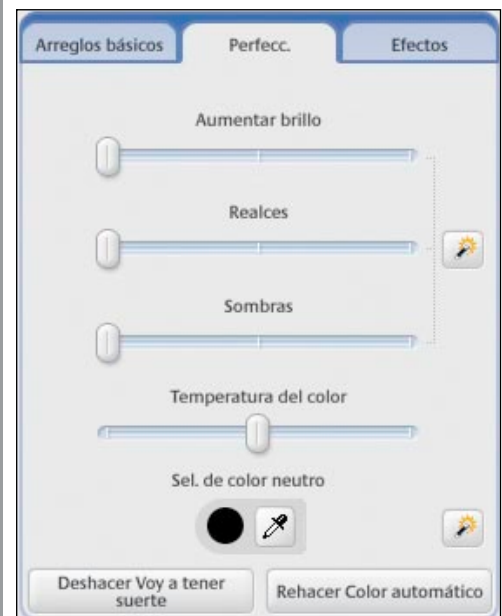 Arreglos básicos
Perfecc.
Efectos
Aumentar brillo
Realces
Sombras
Temperatura del color
Sel. de color neutro
Deshacer Voy a tener
suerte
Rehacer Color automático